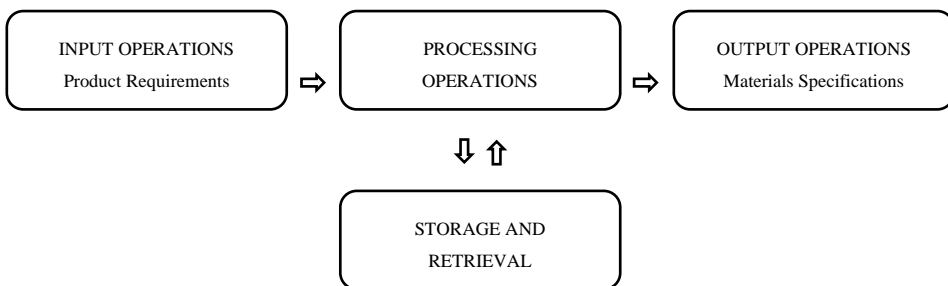 INPUT OPERATIONS
Product Requirements
PROCESSING
OPERATIONS
OUTPUT OPERATIONS
Materials Specifications
STORAGE AND
RETRIEVAL